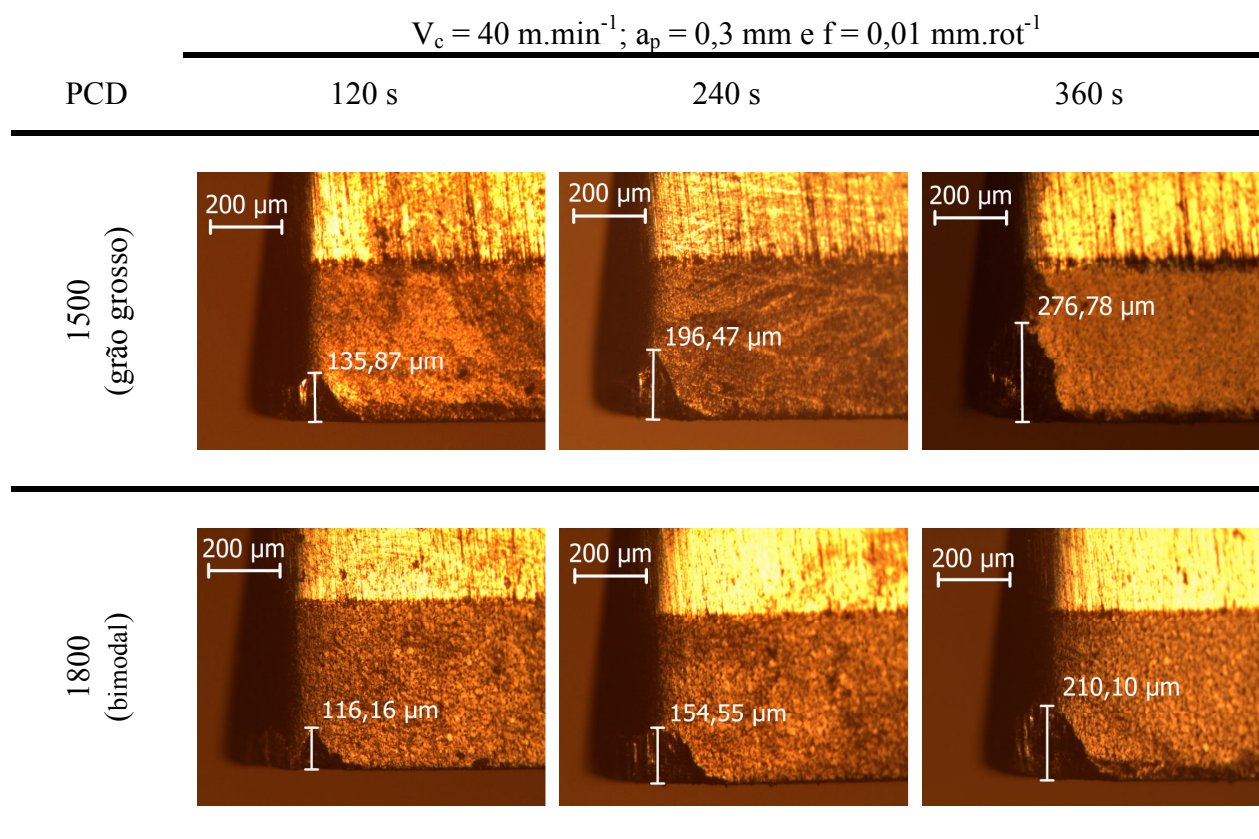 V_c = 40 m.min^-1; a_p = 0,3 mm e f = 0,01 mm.rot^-1
PCD 120 s 240 s 360 s
1500
(grão grosso)
200 µm 200 µm 200 µm
135,87 µm 196,47 µm 276,78 µm
1800
(bimodal)
200 µm 200 µm 200 µm
116,16 µm 154,55 µm 210,10 µm